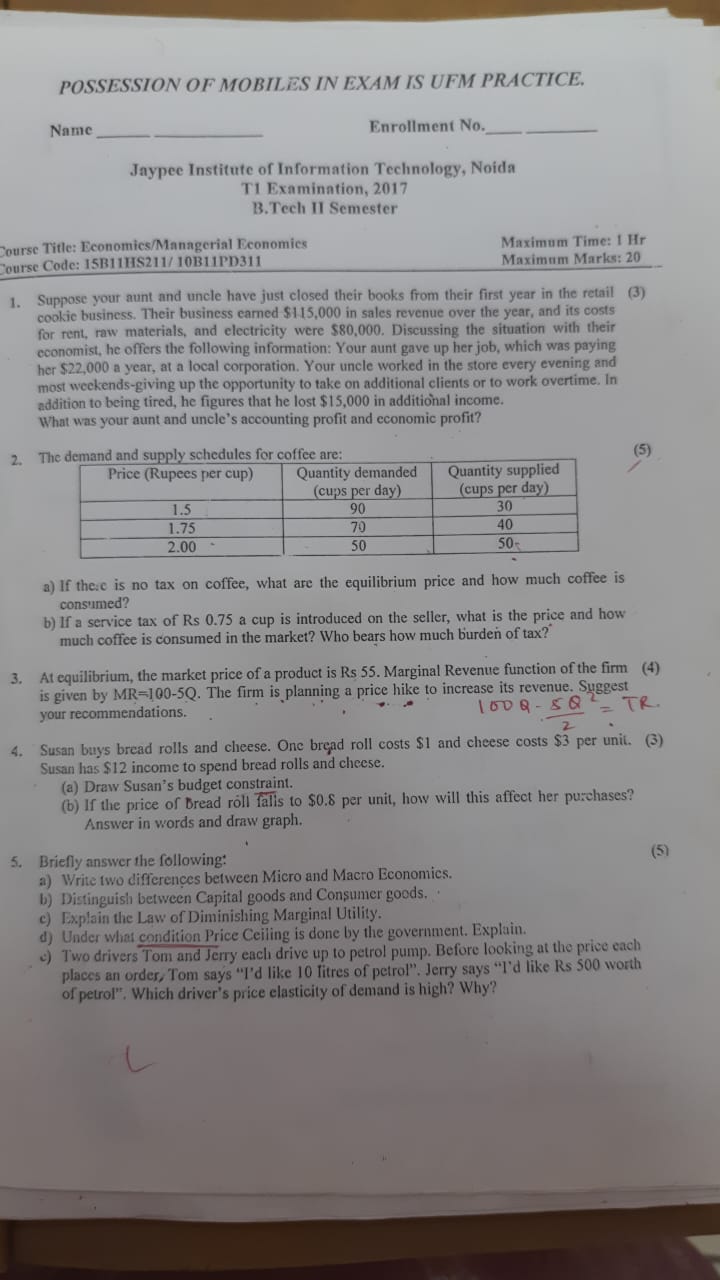 POSSESSION OF MOBILES IN EXAM IS UFM PRACTICE.
Name ______ ____________ Enrollment No.____ ________
Jaypee Institute of Information Technology, Noida
T1 Examination, 2017
B.Tech II Semester
Course Title: Economics/Managerial Economics Maximum Time: 1 Hr
Course Code: 15B11HS211/ 10B11PD311 Maximum Marks: 20
1. Suppose your aunt and uncle have just closed their books from their first year in the retail (3)
cookie business. Their business earned $115,000 in sales revenue over the year, and its costs
for rent, raw materials, and electricity were $80,000. Discussing the situation with their
economist, he offers the following information: Your aunt gave up her job, which was paying
her $22,000 a year, at a local corporation. Your uncle worked in the store every evening and
most weekends-giving up the opportunity to take on additional clients or to work overtime. In
addition to being tired, he figures that he lost $15,000 in additional income.
What was your aunt and uncle's accounting profit and economic profit?
2. The demand and supply schedules for coffee are: (5)
Price (Rupees per cup) Quantity demanded Quantity supplied
(cups per day) (cups per day)
1.5 90 30
1.75 70 40
2.00 50 50
a) If there is no tax on coffee, what are the equilibrium price and how much coffee is
consumed?
b) If a service tax of Rs 0.75 a cup is introduced on the seller, what is the price and how
much coffee is consumed in the market? Who bears how much burden of tax?
3. At equilibrium, the market price of a product is Rs 55. Marginal Revenue function of the firm (4)
is given by MR=100-5Q. The firm is planning a price hike to increase its revenue. Suggest
your recommendations. 100Q - 5Q²/2 = TR.
4. Susan buys bread rolls and cheese. One bread roll costs $1 and cheese costs $3 per unit. (3)
Susan has $12 income to spend bread rolls and cheese.
(a) Draw Susan's budget constraint.
(b) If the price of Bread roll falls to $0.8 per unit, how will this affect her purchases?
Answer in words and draw graph.
5. Briefly answer the following: (5)
a) Write two differences between Micro and Macro Economics.
b) Distinguish between Capital goods and Consumer goods.
c) Explain the Law of Diminishing Marginal Utility.
d) Under what condition Price Ceiling is done by the government. Explain.
e) Two drivers Tom and Jerry each drive up to petrol pump. Before looking at the price each
places an order, Tom says "I'd like 10 litres of petrol". Jerry says "I'd like Rs 500 worth
of petrol". Which driver's price elasticity of demand is high? Why?